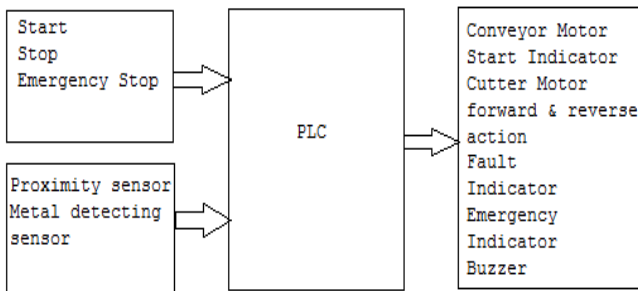 Start
Stop
Emergency Stop
Proximity sensor
Metal detecting
sensor
PLC
Conveyor Motor
Start Indicator
Cutter Motor
forward & reverse
action
Fault
Indicator
Emergency
Indicator
Buzzer